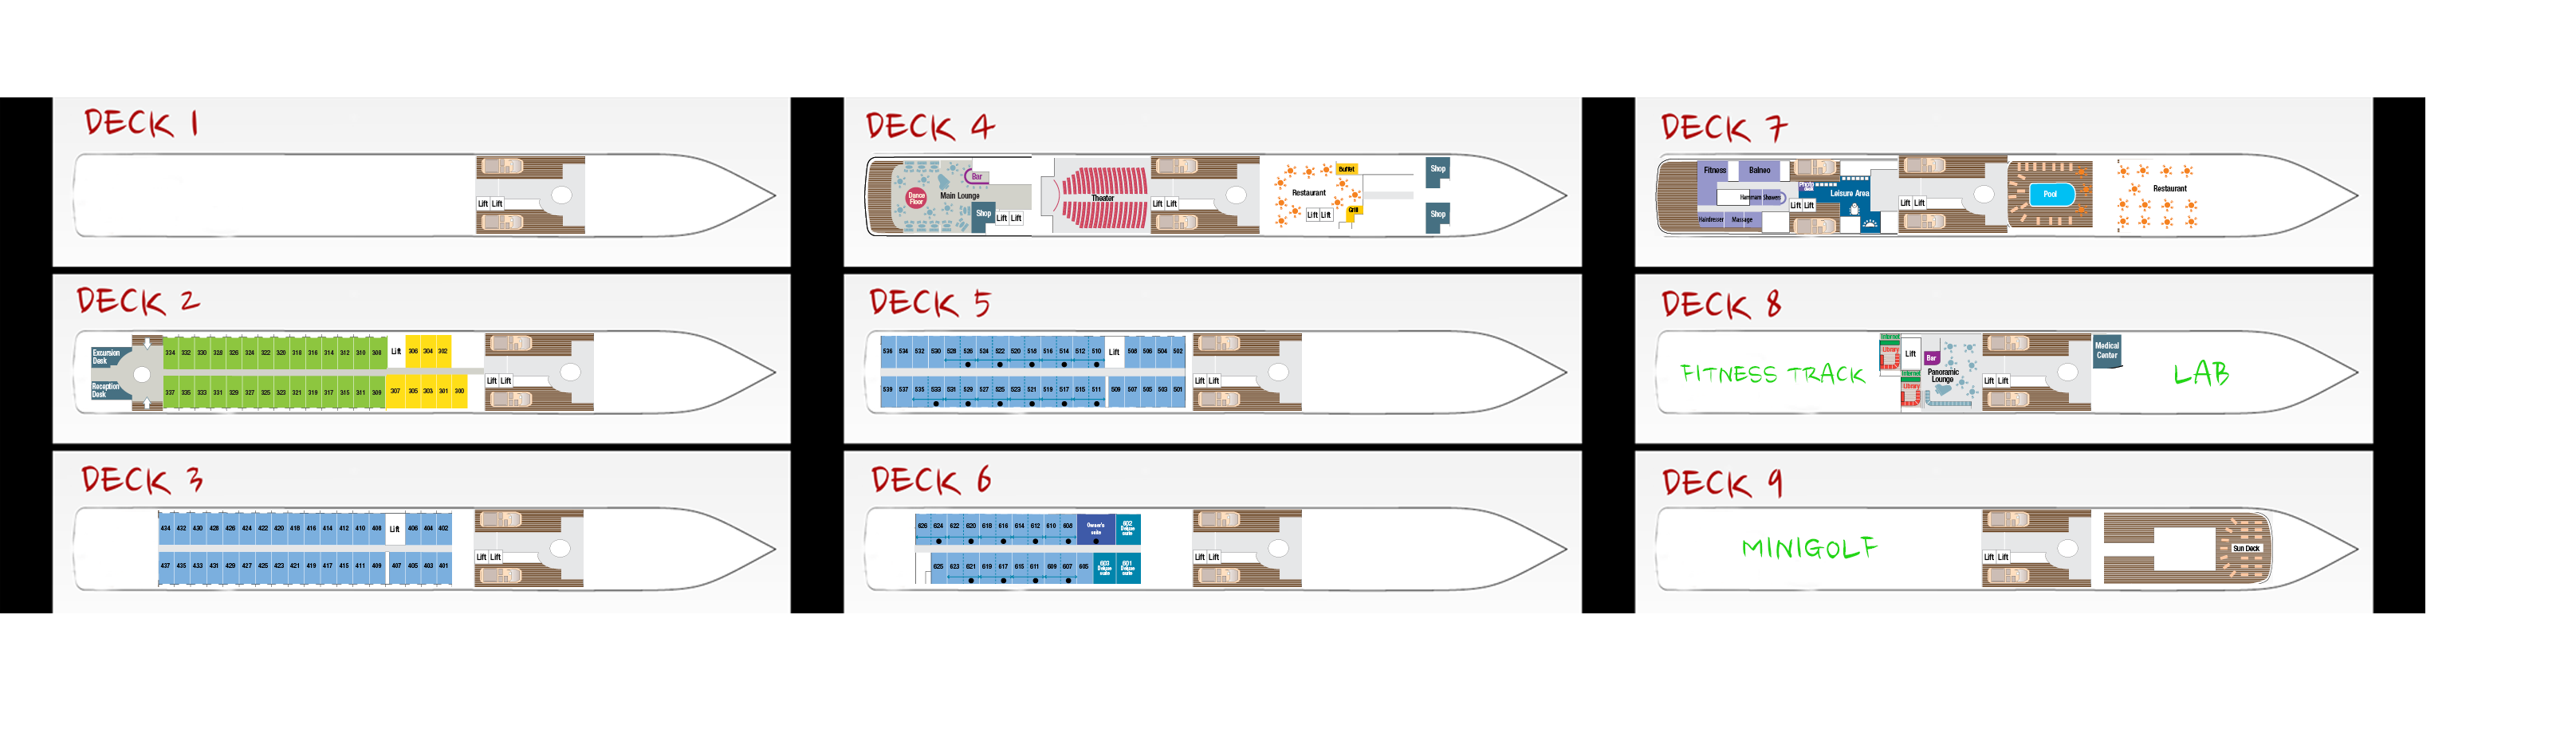 DECK 1
Lift Lift
DECK 2
Excursion
Desk
Reception
Desk
334 332 330 328 326 324 322 320 318 316 314 312 310 308 Lift 306 304 302
337 335 333 331 329 327 325 323 321 319 317 315 311 309 307 305 303 301 300
Lift Lift
DECK 3
434 432 430 428 426 424 422 420 418 416 414 412 410 408 Lift 406 404 402
437 435 433 431 429 427 425 423 421 419 417 415 411 409 407 405 403 401
Lift Lift
DECK 4
Dance
Floor
Main Lounge
Bar
Shop
Lift Lift
Theater
Lift Lift
Restaurant
Buffet
Grill
Lift Lift
Shop
Shop
DECK 5
536 534 532 530 528 526 524 522 520 518 516 514 512 510 Lift 508 506 504 502
539 537 535 533 531 529 527 525 523 521 519 517 515 511 509 507 505 503 501
Lift Lift
DECK 6
626 624 622 620 618 616 614 612 610 608
Owner's
suite
602
Deluxe
suite
625 623 621 619 617 615 611 609 607 605
603
Deluxe
suite
601
Deluxe
suite
Lift Lift
DECK 7
Fitness
Balneo
Hammam Showers
Hairdresser
Massage
Photo
Leisure Area
Lift Lift
Lift Lift
Pool
Restaurant
DECK 8
FITNESS TRACK
Internet
Library
Internet
Library
Lift
Bar
Panoramic
Lounge
Lift Lift
Medical
Center
LAB
DECK 9
MINIGOLF
Lift Lift
Sun Deck